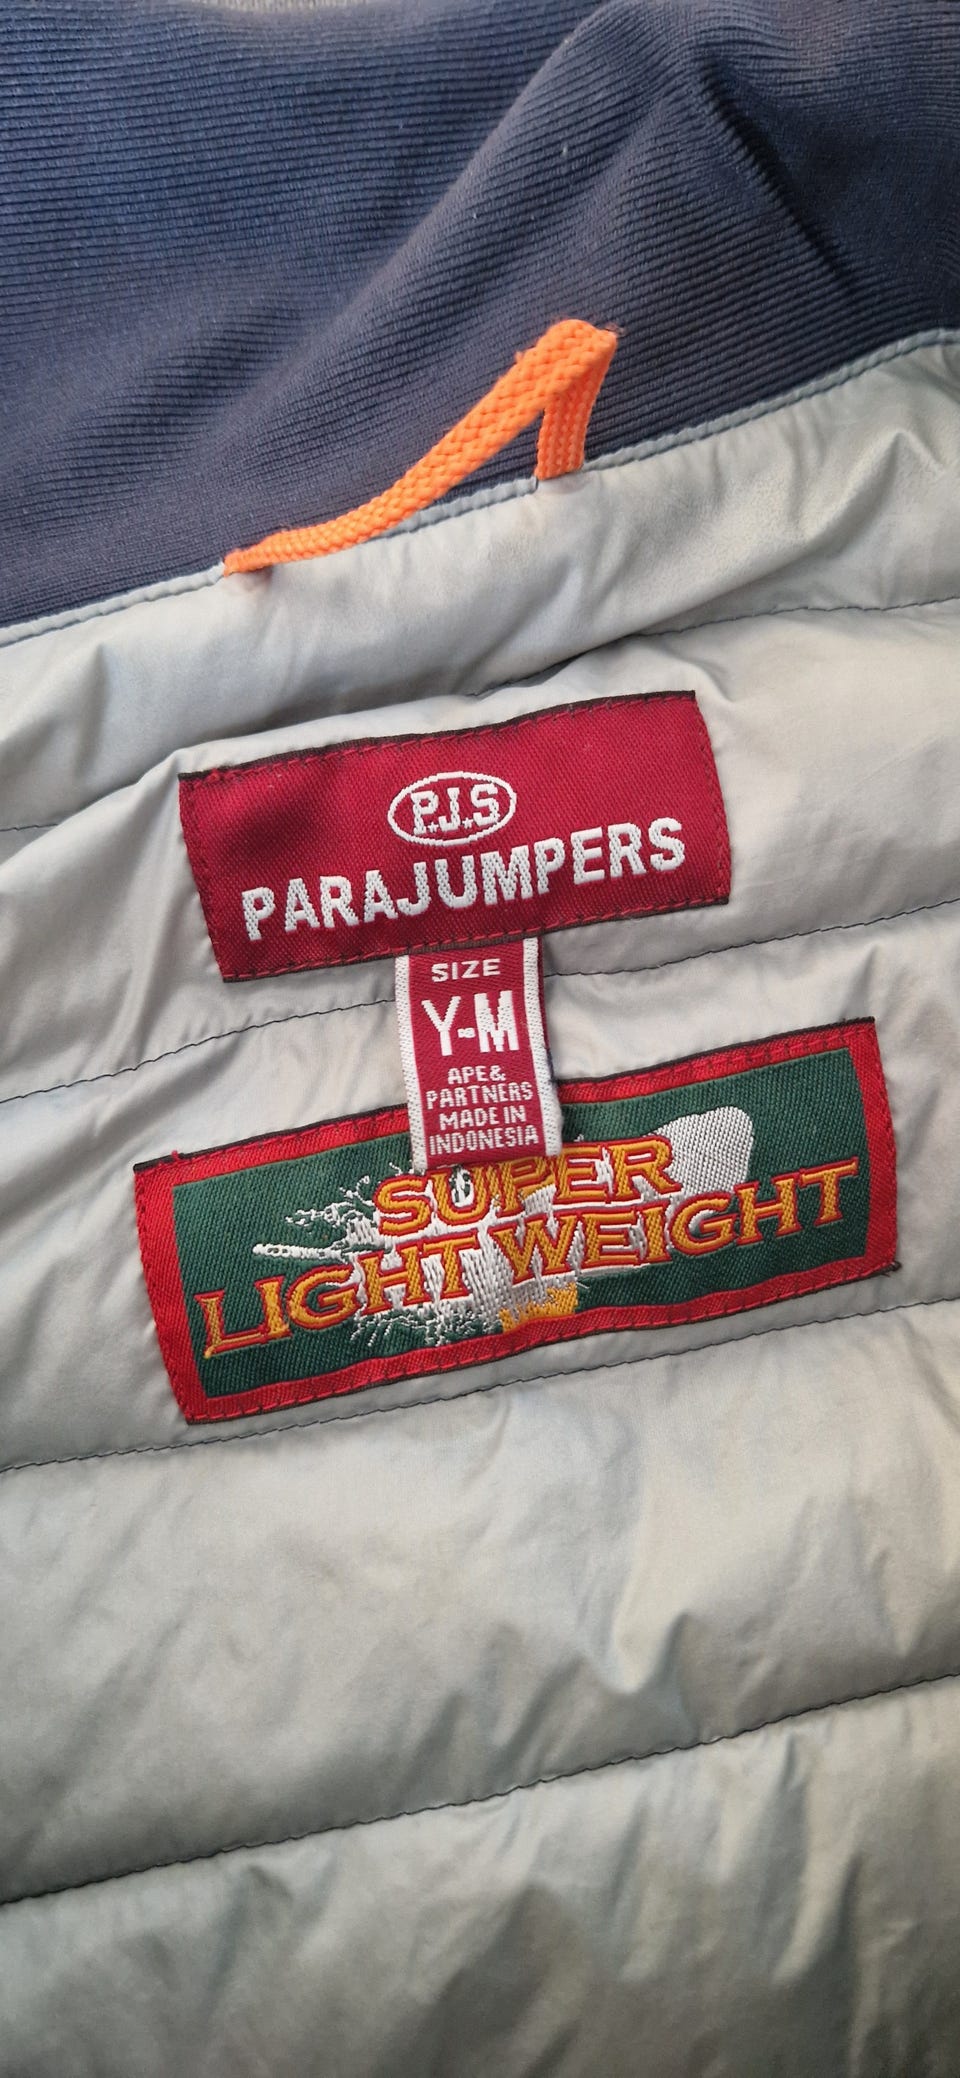 P.J.S
PARAJUMPERS
SIZE
Y-M
APE&
PARTNERS
MADE IN
INDONESIA
SUPER
LIGHT WEIGHT